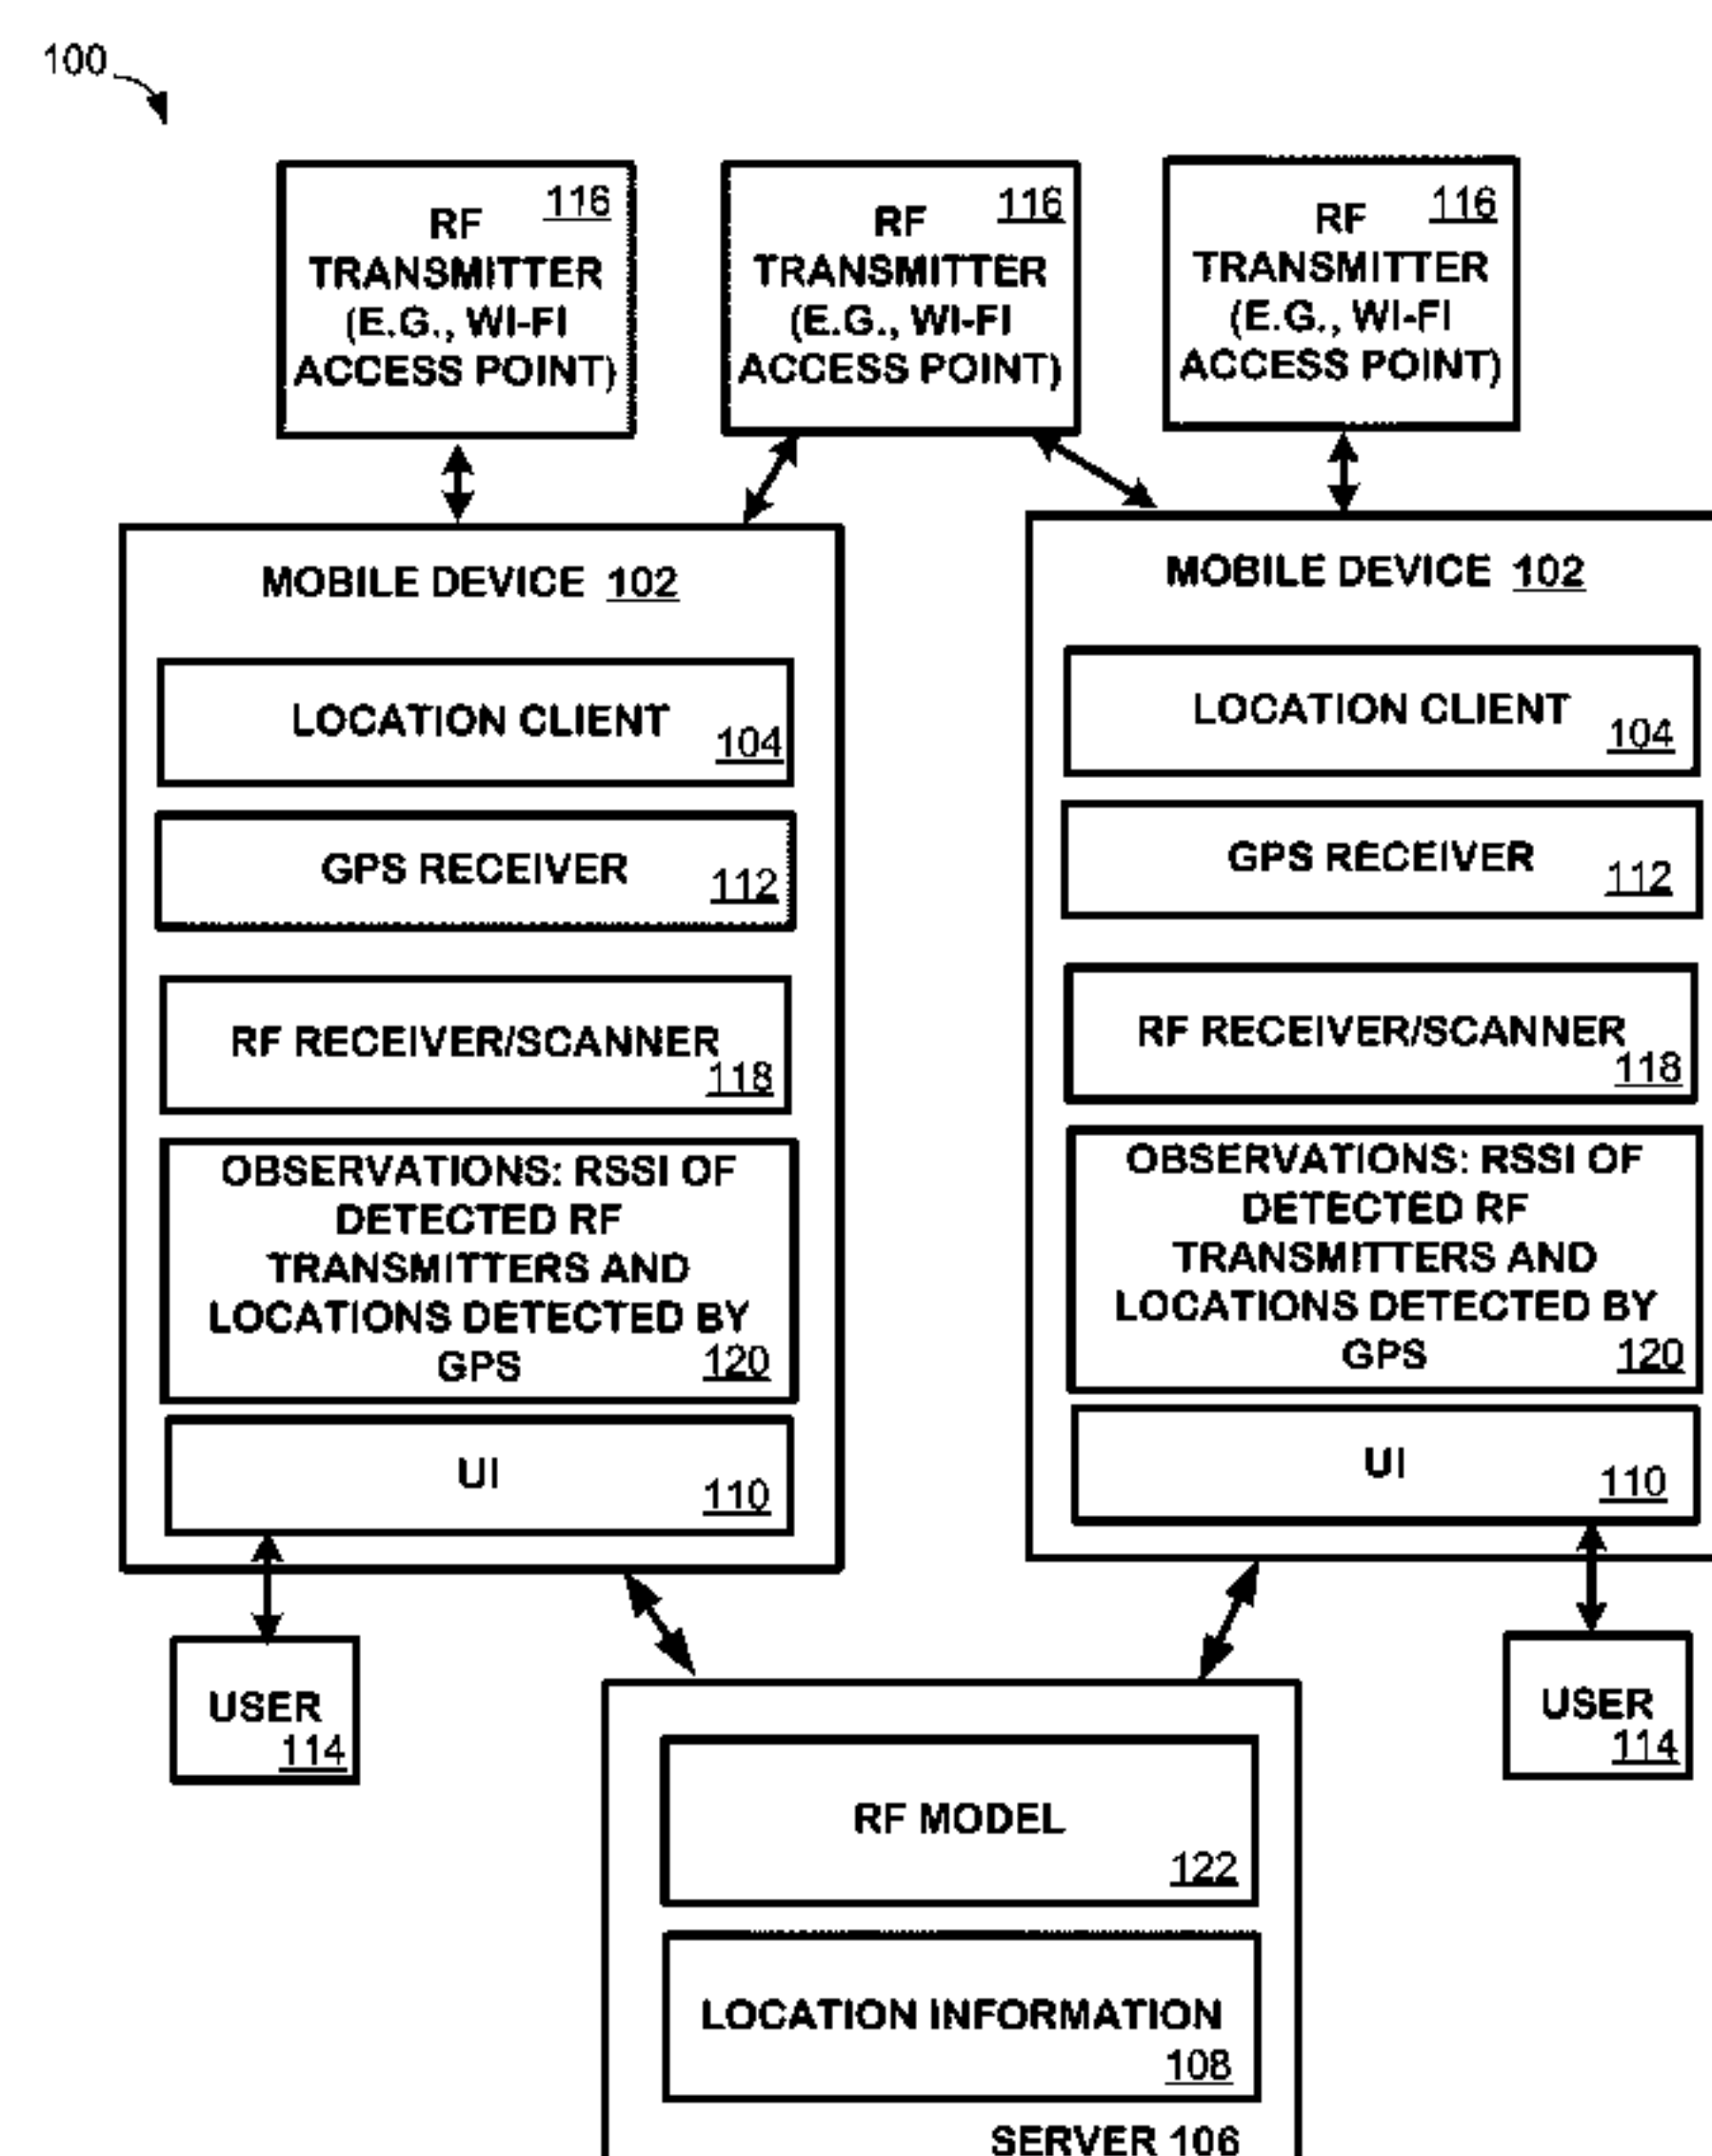 100
RF 116
TRANSMITTER
(E.G., WI-FI
ACCESS POINT)
RF 116
TRANSMITTER
(E.G., WI-FI
ACCESS POINT)
RF 116
TRANSMITTER
(E.G., WI-FI
ACCESS POINT)
MOBILE DEVICE 102
LOCATION CLIENT
104
GPS RECEIVER
112
RF RECEIVER/SCANNER
118
OBSERVATIONS: RSSI OF
DETECTED RF
TRANSMITTERS AND
LOCATIONS DETECTED BY
GPS 120
UI
110
MOBILE DEVICE 102
LOCATION CLIENT
104
GPS RECEIVER
112
RF RECEIVER/SCANNER
118
OBSERVATIONS: RSSI OF
DETECTED RF
TRANSMITTERS AND
LOCATIONS DETECTED BY
GPS 120
UI
110
USER
114
USER
114
RF MODEL
122
LOCATION INFORMATION
108
SERVER 106